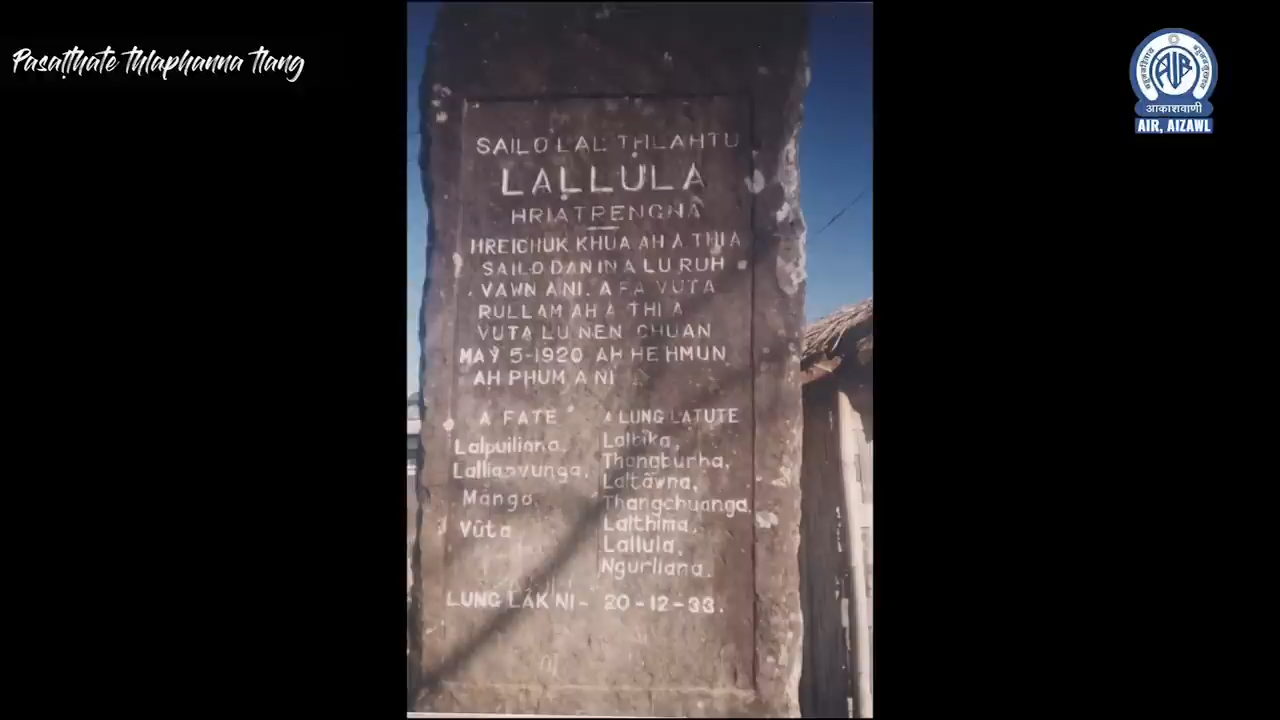 Pasaṭhate thlaphanna tlang
आकाशवाणी
AIR, AIZAWL
SAILO LAL THLAHTU
LALLULA
HRIATRENGNA
HREICHUK KHUA AH A THI A
SAILO DAN IN A LU RUH
VAWN A NI. A FA VUTA
RULLAM AH A THI A
VUTA LU NEN CHUAN
MAY 5-1920 AH HE HMUN
AH PHUM A NI
A FATE
Lalpuiliana,
Lallianvunga,
Mânga,
Vûta
A LUNG LATUTE
Lalbika,
Thanaburha,
Laltâwna,
Thangchuanga,
Lalthima,
Lallula,
Ngurliana.
LUNG LÂK NI - 20-12-33.